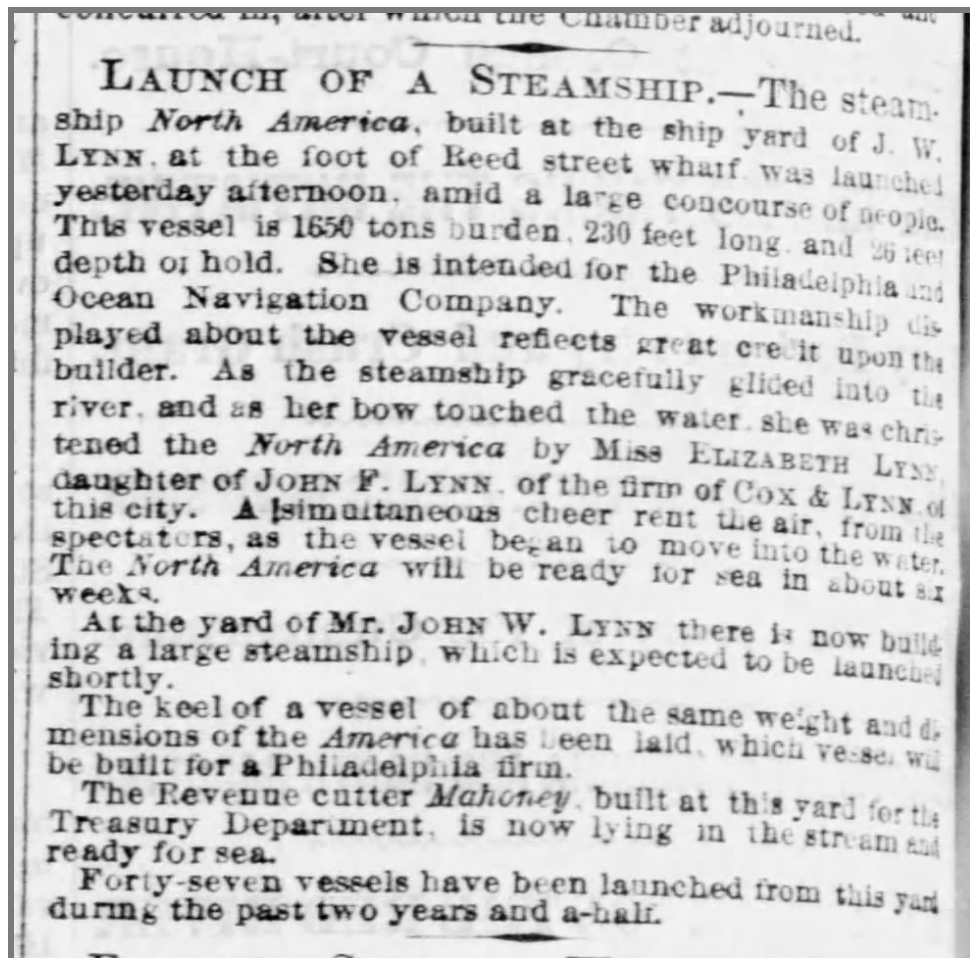 concurred in, after which the Chamber adjourned.
LAUNCH OF A STEAMSHIP.—The steam-
ship North America, built at the ship yard of J. W.
LYNN, at the foot of Reed street wharf, was launched
yesterday afternoon, amid a large concourse of people.
This vessel is 1650 tons burden, 230 feet long, and 26 feet
depth of hold. She is intended for the Philadelphia and
Ocean Navigation Company. The workmanship dis-
played about the vessel reflects great credit upon the
builder. As the steamship gracefully glided into the
river, and as her bow touched the water, she was chris-
tened the North America by Miss ELIZABETH LYNN,
daughter of JOHN F. LYNN, of the firm of COX & LYNN, of
this city. A simultaneous cheer rent the air, from the
spectators, as the vessel began to move into the water.
The North America will be ready for sea in about six
weeks.
At the yard of Mr. JOHN W. LYNN there is now build-
ing a large steamship, which is expected to be launched
shortly.
The keel of a vessel of about the same weight and di-
mensions of the America has been laid, which vessel will
be built for a Philadelphia firm.
The Revenue cutter Mahoney, built at this yard for the
Treasury Department, is now lying in the stream and
ready for sea.
Forty-seven vessels have been launched from this yard
during the past two years and a-half.